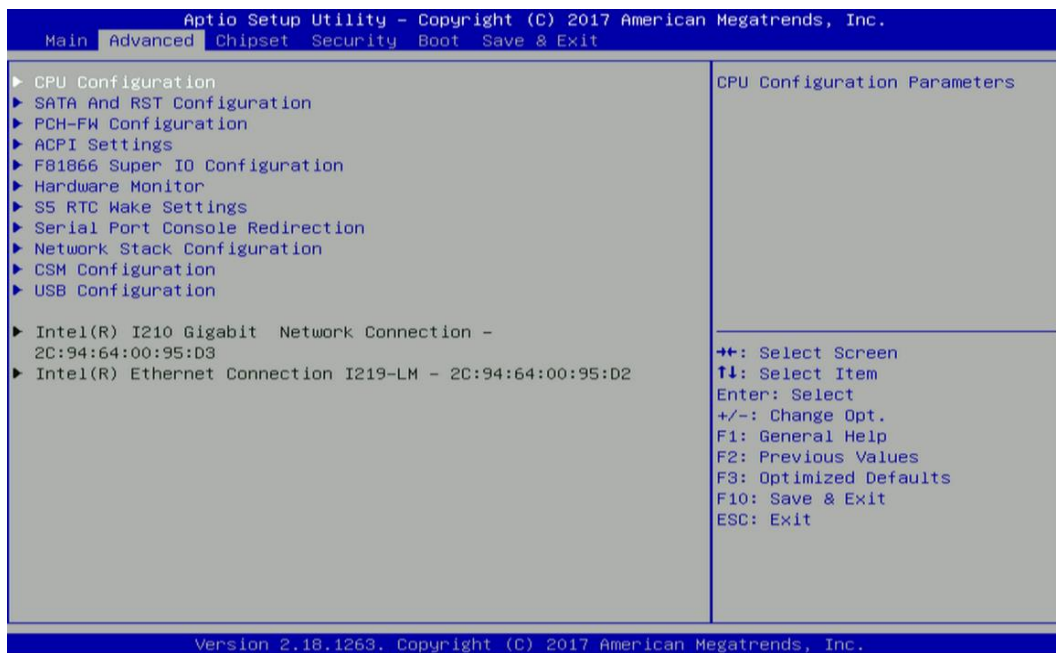 Aptio Setup Utility – Copyright (C) 2017 American Megatrends, Inc.
Main Advanced Chipset Security Boot Save & Exit
▶ CPU Configuration
▶ SATA And RST Configuration
▶ PCH-FW Configuration
▶ ACPI Settings
▶ F81866 Super IO Configuration
▶ Hardware Monitor
▶ S5 RTC Wake Settings
▶ Serial Port Console Redirection
▶ Network Stack Configuration
▶ CSM Configuration
▶ USB Configuration
▶ Intel(R) I210 Gigabit  Network Connection –
2C:94:64:00:95:D3
▶ Intel(R) Ethernet Connection I219-LM – 2C:94:64:00:95:D2
CPU Configuration Parameters
→←: Select Screen
↑↓: Select Item
Enter: Select
+/-: Change Opt.
F1: General Help
F2: Previous Values
F3: Optimized Defaults
F10: Save & Exit
ESC: Exit
Version 2.18.1263. Copyright (C) 2017 American Megatrends, Inc.